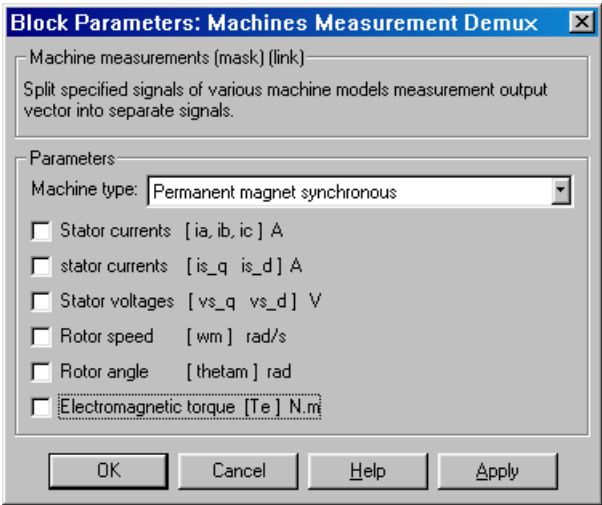 Block Parameters: Machines Measurement Demux
Machine measurements (mask) (link)
Split specified signals of various machine models measurement output
vector into separate signals.
Parameters
Machine type: Permanent magnet synchronous
Stator currents [ ia, ib, ic ] A
stator currents [ is_q is_d ] A
Stator voltages [ vs_q vs_d ] V
Rotor speed [ wm ] rad/s
Rotor angle [ thetam ] rad
Electromagnetic torque [Te ] N.m
OK Cancel Help Apply